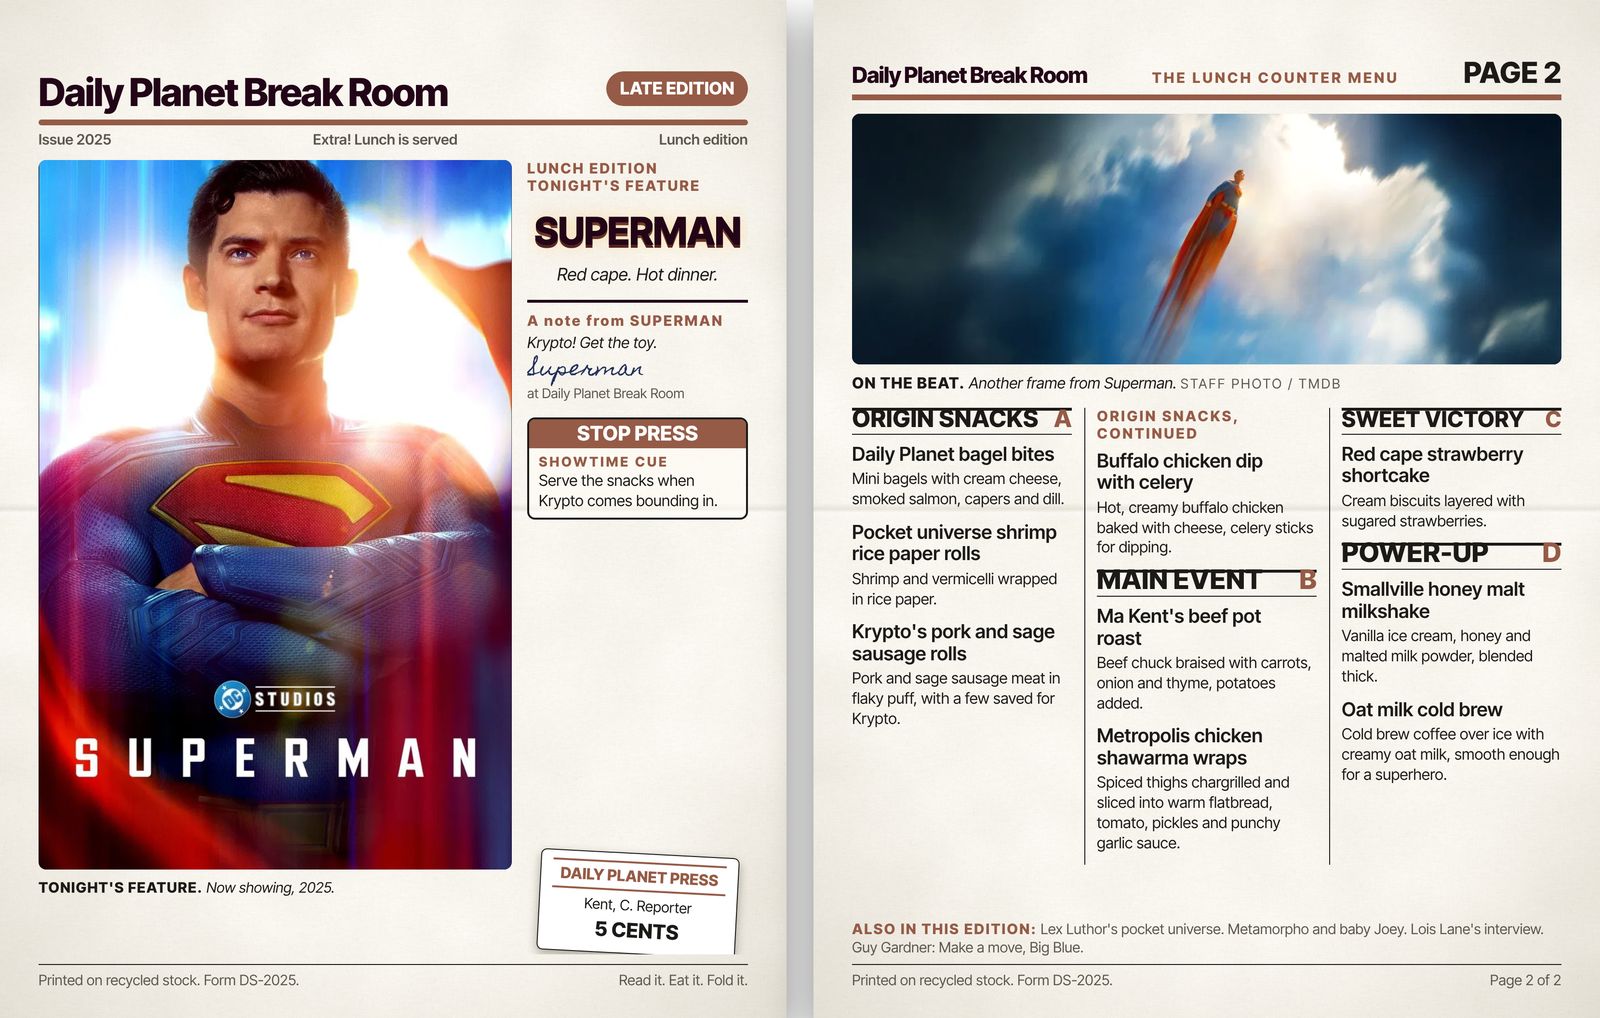 Daily Planet Break Room
LATE EDITION
Issue 2025
Extra! Lunch is served
Lunch edition
DC
STUDIOS
SUPERMAN
TONIGHT'S FEATURE. Now showing, 2025.
LUNCH EDITION
TONIGHT'S FEATURE
SUPERMAN
Red cape. Hot dinner.
A note from SUPERMAN
Krypto! Get the toy.
Superman
at Daily Planet Break Room
STOP PRESS
SHOWTIME CUE
Serve the snacks when
Krypto comes bounding in.
DAILY PLANET PRESS
Kent, C. Reporter
5 CENTS
Printed on recycled stock. Form DS-2025.
Read it. Eat it. Fold it.
Daily Planet Break Room
THE LUNCH COUNTER MENU
PAGE 2
ON THE BEAT. Another frame from Superman. STAFF PHOTO / TMDB
ORIGIN SNACKS A
Daily Planet bagel bites
Mini bagels with cream cheese,
smoked salmon, capers and dill.
Pocket universe shrimp
rice paper rolls
Shrimp and vermicelli wrapped
in rice paper.
Krypto's pork and sage
sausage rolls
Pork and sage sausage meat in
flaky puff, with a few saved for
Krypto.
ORIGIN SNACKS,
CONTINUED
Buffalo chicken dip
with celery
Hot, creamy buffalo chicken
baked with cheese, celery sticks
for dipping.
MAIN EVENT B
Ma Kent's beef pot
roast
Beef chuck braised with carrots,
onion and thyme, potatoes
added.
Metropolis chicken
shawarma wraps
Spiced thighs chargrilled and
sliced into warm flatbread,
tomato, pickles and punchy
garlic sauce.
SWEET VICTORY C
Red cape strawberry
shortcake
Cream biscuits layered with
sugared strawberries.
POWER-UP D
Smallville honey malt
milkshake
Vanilla ice cream, honey and
malted milk powder, blended
thick.
Oat milk cold brew
Cold brew coffee over ice with
creamy oat milk, smooth enough
for a superhero.
ALSO IN THIS EDITION: Lex Luthor's pocket universe. Metamorpho and baby Joey. Lois Lane's interview.
Guy Gardner: Make a move, Big Blue.
Printed on recycled stock. Form DS-2025.
Page 2 of 2